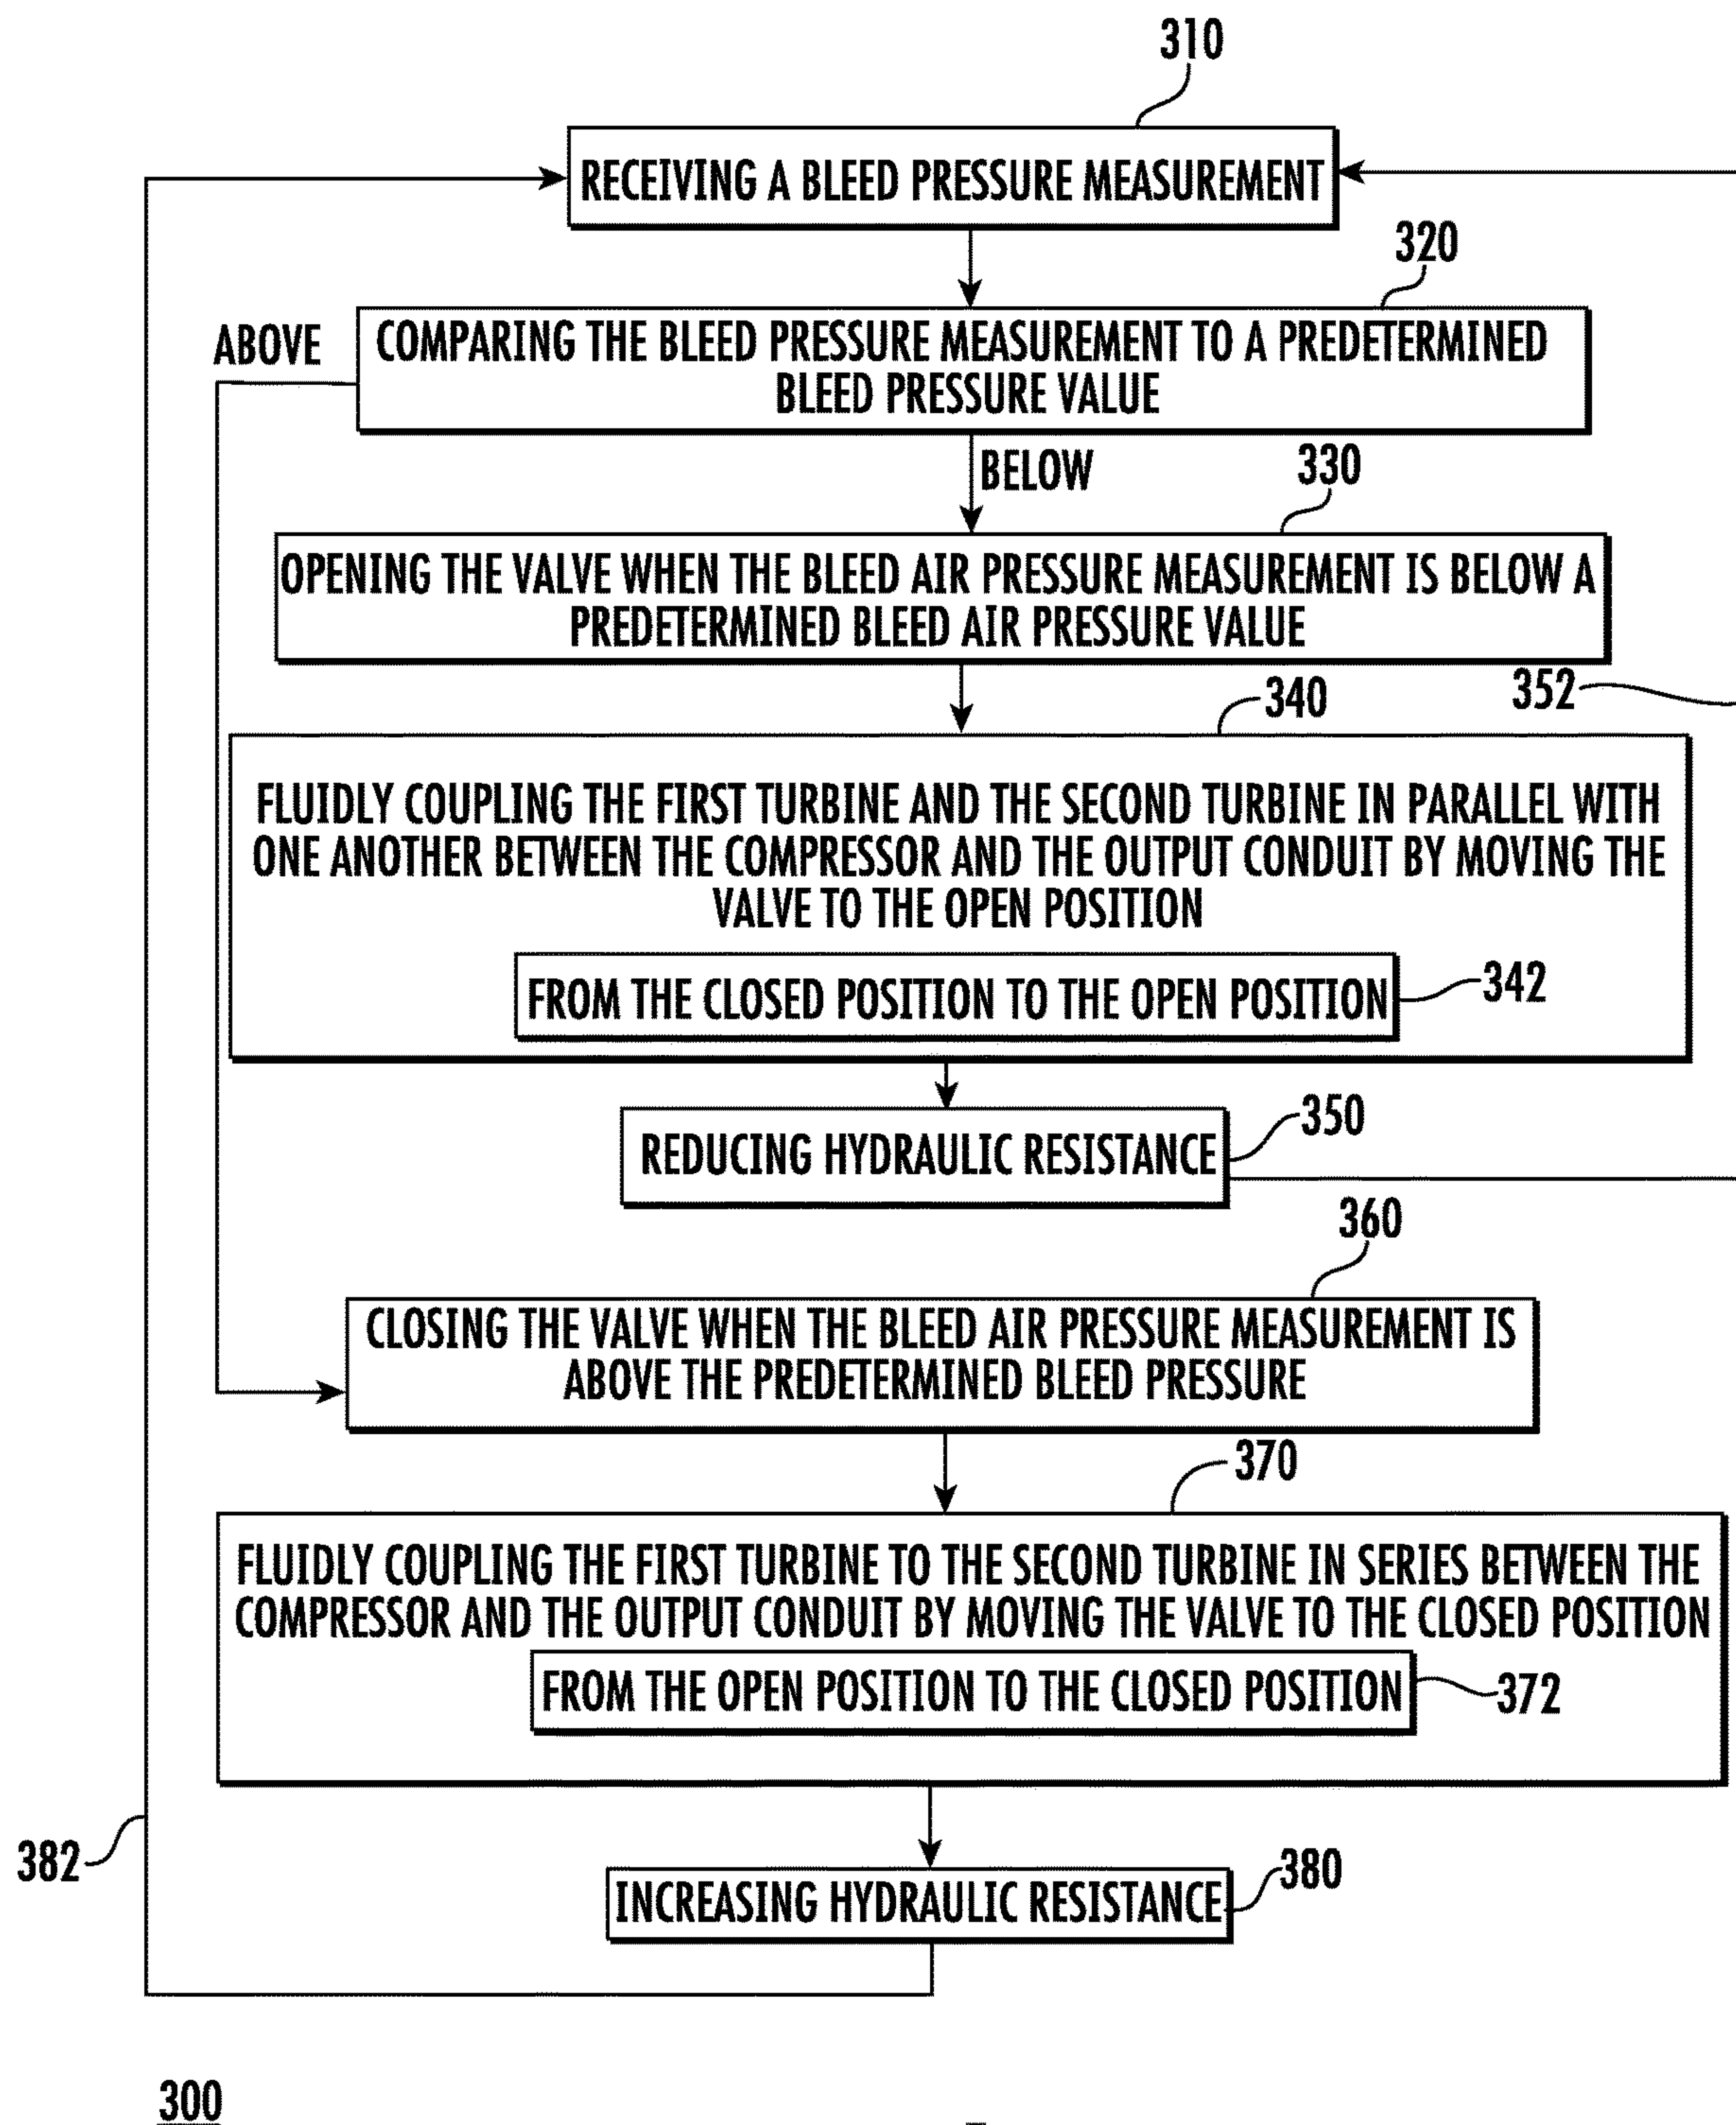 310
RECEIVING A BLEED PRESSURE MEASUREMENT
320
ABOVE
COMPARING THE BLEED PRESSURE MEASUREMENT TO A PREDETERMINED
BLEED PRESSURE VALUE
BELOW
330
OPENING THE VALVE WHEN THE BLEED AIR PRESSURE MEASUREMENT IS BELOW A
PREDETERMINED BLEED AIR PRESSURE VALUE
352
340
FLUIDLY COUPLING THE FIRST TURBINE AND THE SECOND TURBINE IN PARALLEL WITH
ONE ANOTHER BETWEEN THE COMPRESSOR AND THE OUTPUT CONDUIT BY MOVING THE
VALVE TO THE OPEN POSITION
FROM THE CLOSED POSITION TO THE OPEN POSITION
342
350
REDUCING HYDRAULIC RESISTANCE
360
CLOSING THE VALVE WHEN THE BLEED AIR PRESSURE MEASUREMENT IS
ABOVE THE PREDETERMINED BLEED PRESSURE
370
FLUIDLY COUPLING THE FIRST TURBINE TO THE SECOND TURBINE IN SERIES BETWEEN THE
COMPRESSOR AND THE OUTPUT CONDUIT BY MOVING THE VALVE TO THE CLOSED POSITION
FROM THE OPEN POSITION TO THE CLOSED POSITION
372
382
380
INCREASING HYDRAULIC RESISTANCE
300